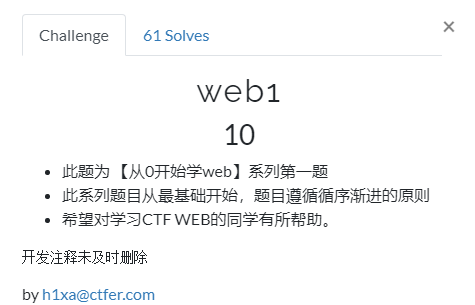 Challenge 61 Solves ×
web1
10
• 此题为 【从0开始学web】系列第一题
• 此系列题目从最基础开始，题目遵循循序渐进的原则
• 希望对学习CTF WEB的同学有所帮助。
开发注释未及时删除
by h1xa@ctfer.com